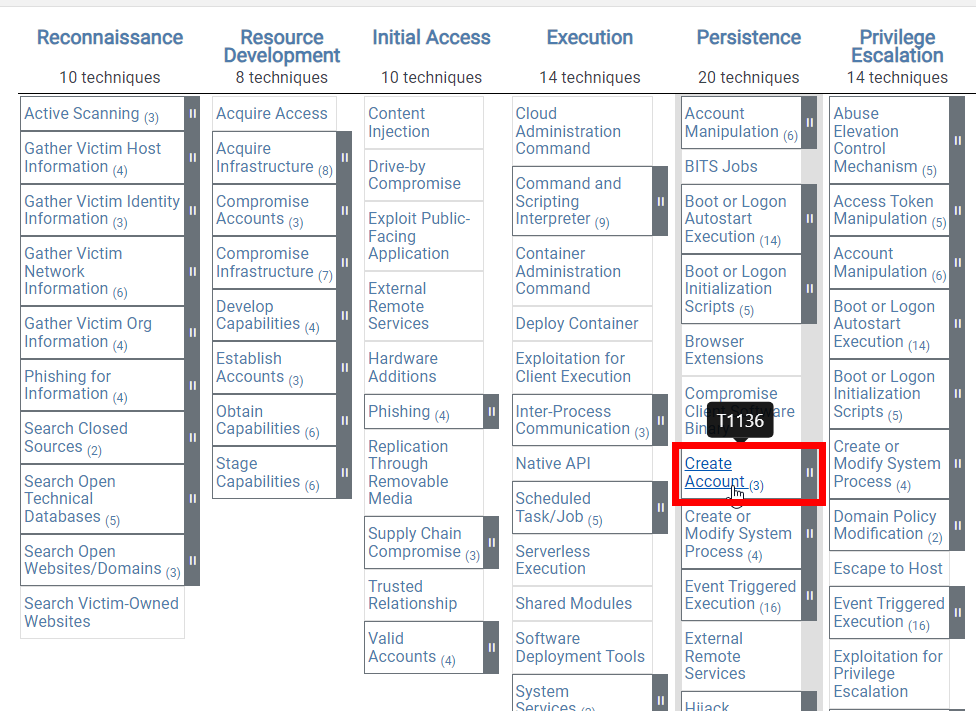 Reconnaissance
10 techniques
Active Scanning (3)
Gather Victim Host
Information (4)
Gather Victim Identity
Information (3)
Gather Victim
Network
Information (6)
Gather Victim Org
Information (4)
Phishing for
Information (4)
Search Closed
Sources (2)
Search Open
Technical
Databases (5)
Search Open
Websites/Domains (3)
Search Victim-Owned
Websites
Resource
Development
8 techniques
Acquire Access
Acquire
Infrastructure (8)
Compromise
Accounts (3)
Compromise
Infrastructure (7)
Develop
Capabilities (4)
Establish
Accounts (3)
Obtain
Capabilities (6)
Stage
Capabilities (6)
Initial Access
10 techniques
Content
Injection
Drive-by
Compromise
Exploit Public-
Facing
Application
External
Remote
Services
Hardware
Additions
Phishing (4)
Replication
Through
Removable
Media
Supply Chain
Compromise (3)
Trusted
Relationship
Valid
Accounts (4)
Execution
14 techniques
Cloud
Administration
Command
Command and
Scripting
Interpreter (9)
Container
Administration
Command
Deploy Container
Exploitation for
Client Execution
Inter-Process
Communication (3)
Native API
Scheduled
Task/Job (5)
Serverless
Execution
Shared Modules
Software
Deployment Tools
System
Services
Persistence
20 techniques
Account
Manipulation (6)
BITS Jobs
Boot or Logon
Autostart
Execution (14)
Boot or Logon
Initialization
Scripts (5)
Browser
Extensions
Compromise
Client Software
T1136
Create
Account (3)
Create or
Modify System
Process (4)
Event Triggered
Execution (16)
External
Remote
Services
Hijack
Privilege
Escalation
14 techniques
Abuse
Elevation
Control
Mechanism (5)
Access Token
Manipulation (5)
Account
Manipulation (6)
Boot or Logon
Autostart
Execution (14)
Boot or Logon
Initialization
Scripts (5)
Create or
Modify System
Process (4)
Domain Policy
Modification (2)
Escape to Host
Event Triggered
Execution (16)
Exploitation for
Privilege
Escalation